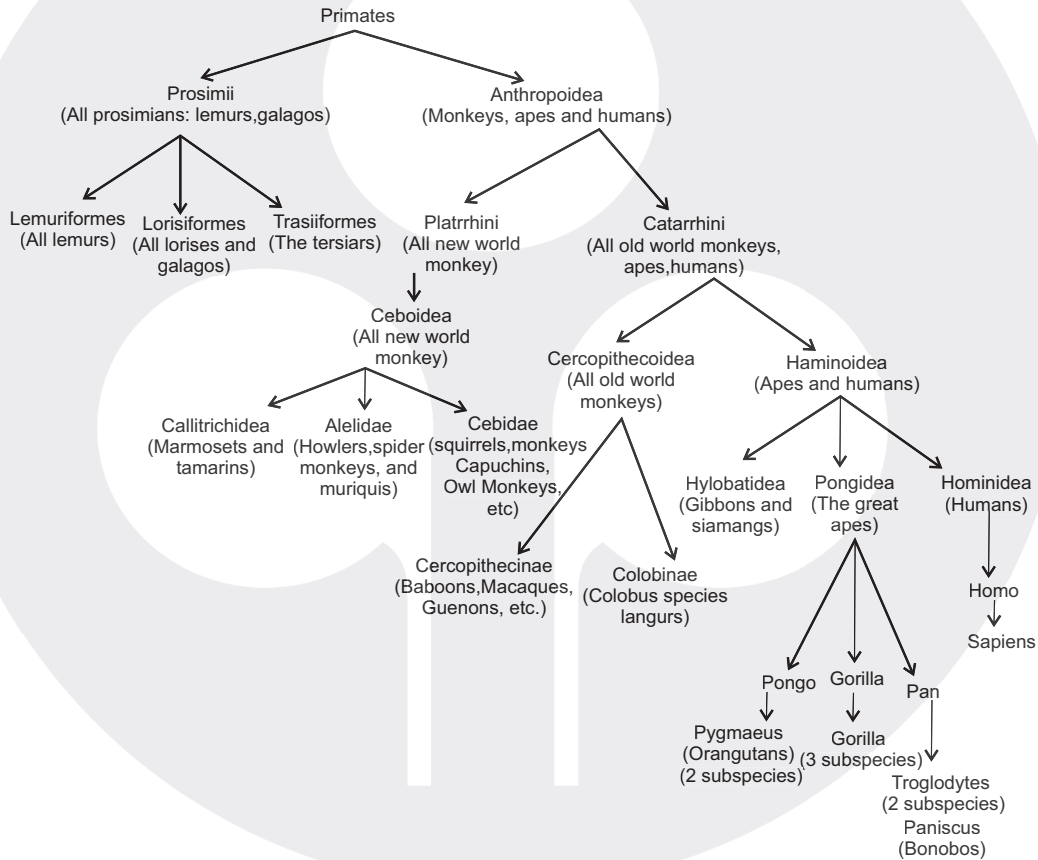 Primates
Prosimii
(All prosimians: lemurs,galagos)
Anthropoidea
(Monkeys, apes and humans)
Lemuriformes
(All lemurs)
Lorisiformes
(All lorises and
galagos)
Trasiiformes
(The tersiars)
Platrrhini
(All new world
monkey)
Catarrhini
(All old world monkeys,
apes,humans)
Ceboidea
(All new world
monkey)
Cercopithecoidea
(All old world
monkeys)
Haminoidea
(Apes and humans)
Callitrichidea
(Marmosets and
tamarins)
Alelidae
(Howlers,spider
monkeys, and
muriquis)
Cebidae
(squirrels,monkeys
Capuchins,
Owl Monkeys,
etc)
Hylobatidea
(Gibbons and
siamangs)
Pongidea
(The great
apes)
Hominidea
(Humans)
Cercopithecinae
(Baboons,Macaques,
Guenons, etc.)
Colobinae
(Colobus species
langurs)
Homo
Sapiens
Pongo
Gorilla
Pan
Pygmaeus
(Orangutans)
(2 subspecies)
Gorilla
(3 subspecies)
Troglodytes
(2 subspecies)
Paniscus
(Bonobos)